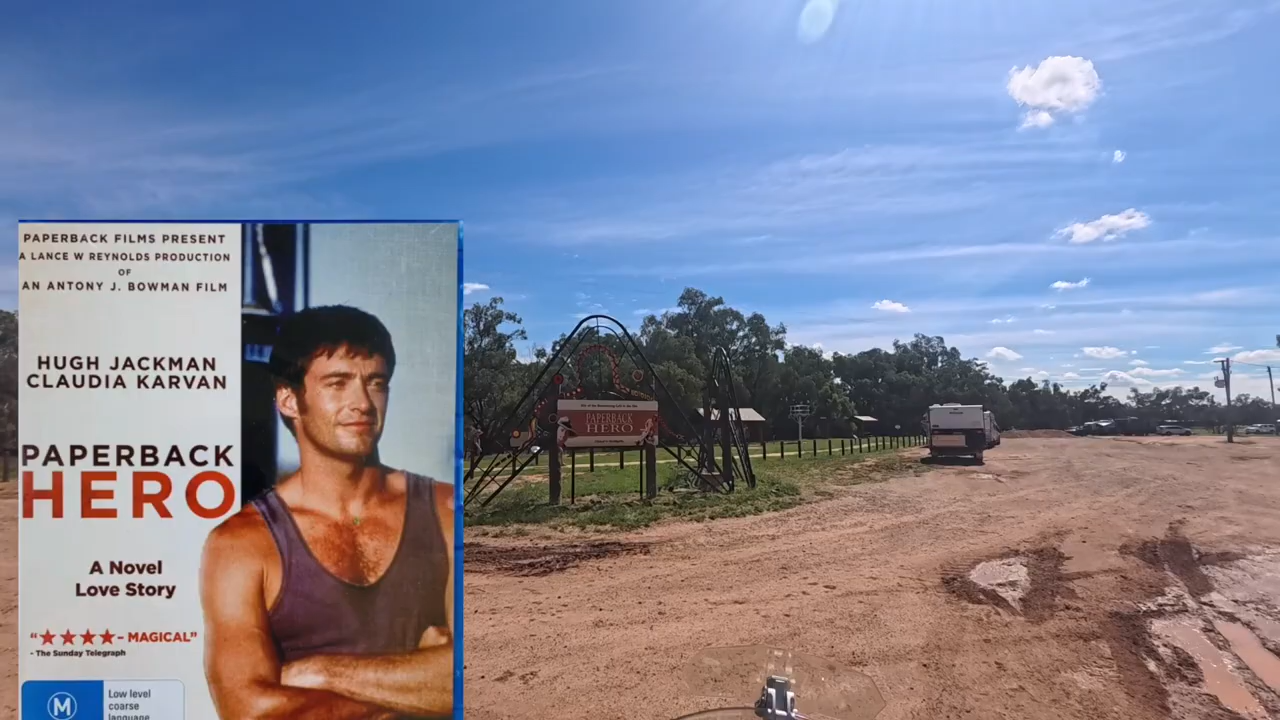 PAPERBACK FILMS PRESENT
A LANCE W REYNOLDS PRODUCTION
OF
AN ANTONY J. BOWMAN FILM
HUGH JACKMAN
CLAUDIA KARVAN
PAPERBACK
HERO
A Novel
Love Story
"★★★★- MAGICAL"
- The Sunday Telegraph
M
Low level
coarse
language
PAPERBACK
HERO